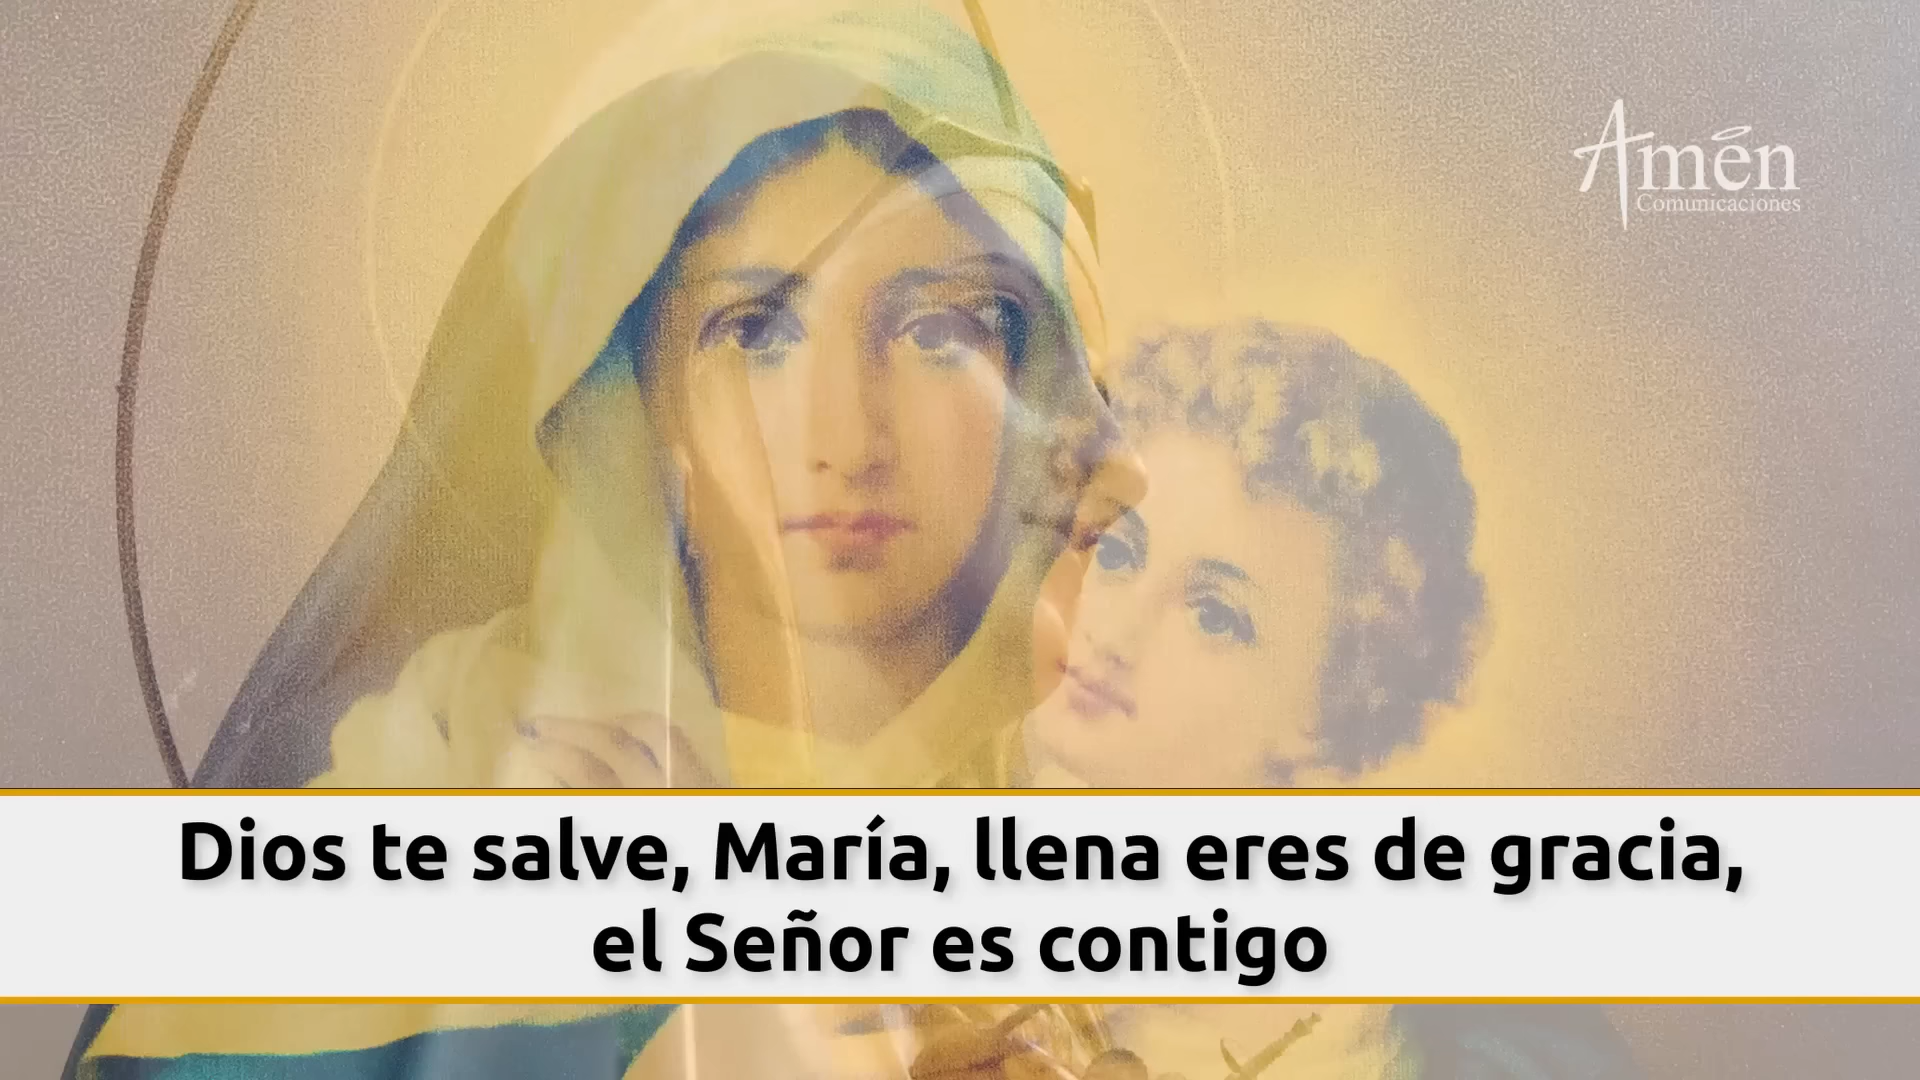 Amén
Comunicaciones
Dios te salve, María, llena eres de gracia,
el Señor es contigo